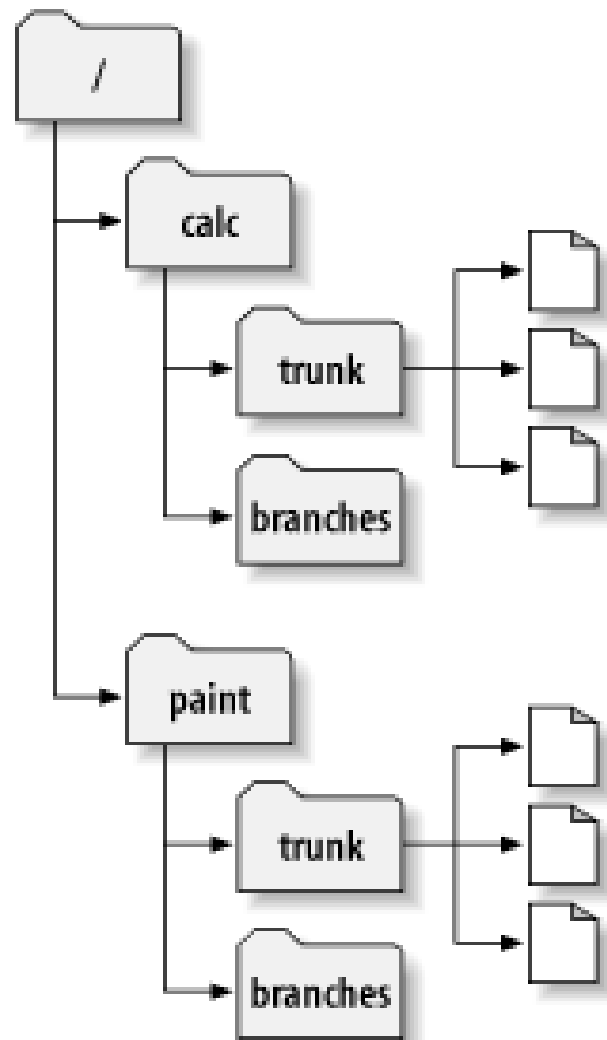 /
calc
trunk
branches
paint
trunk
branches